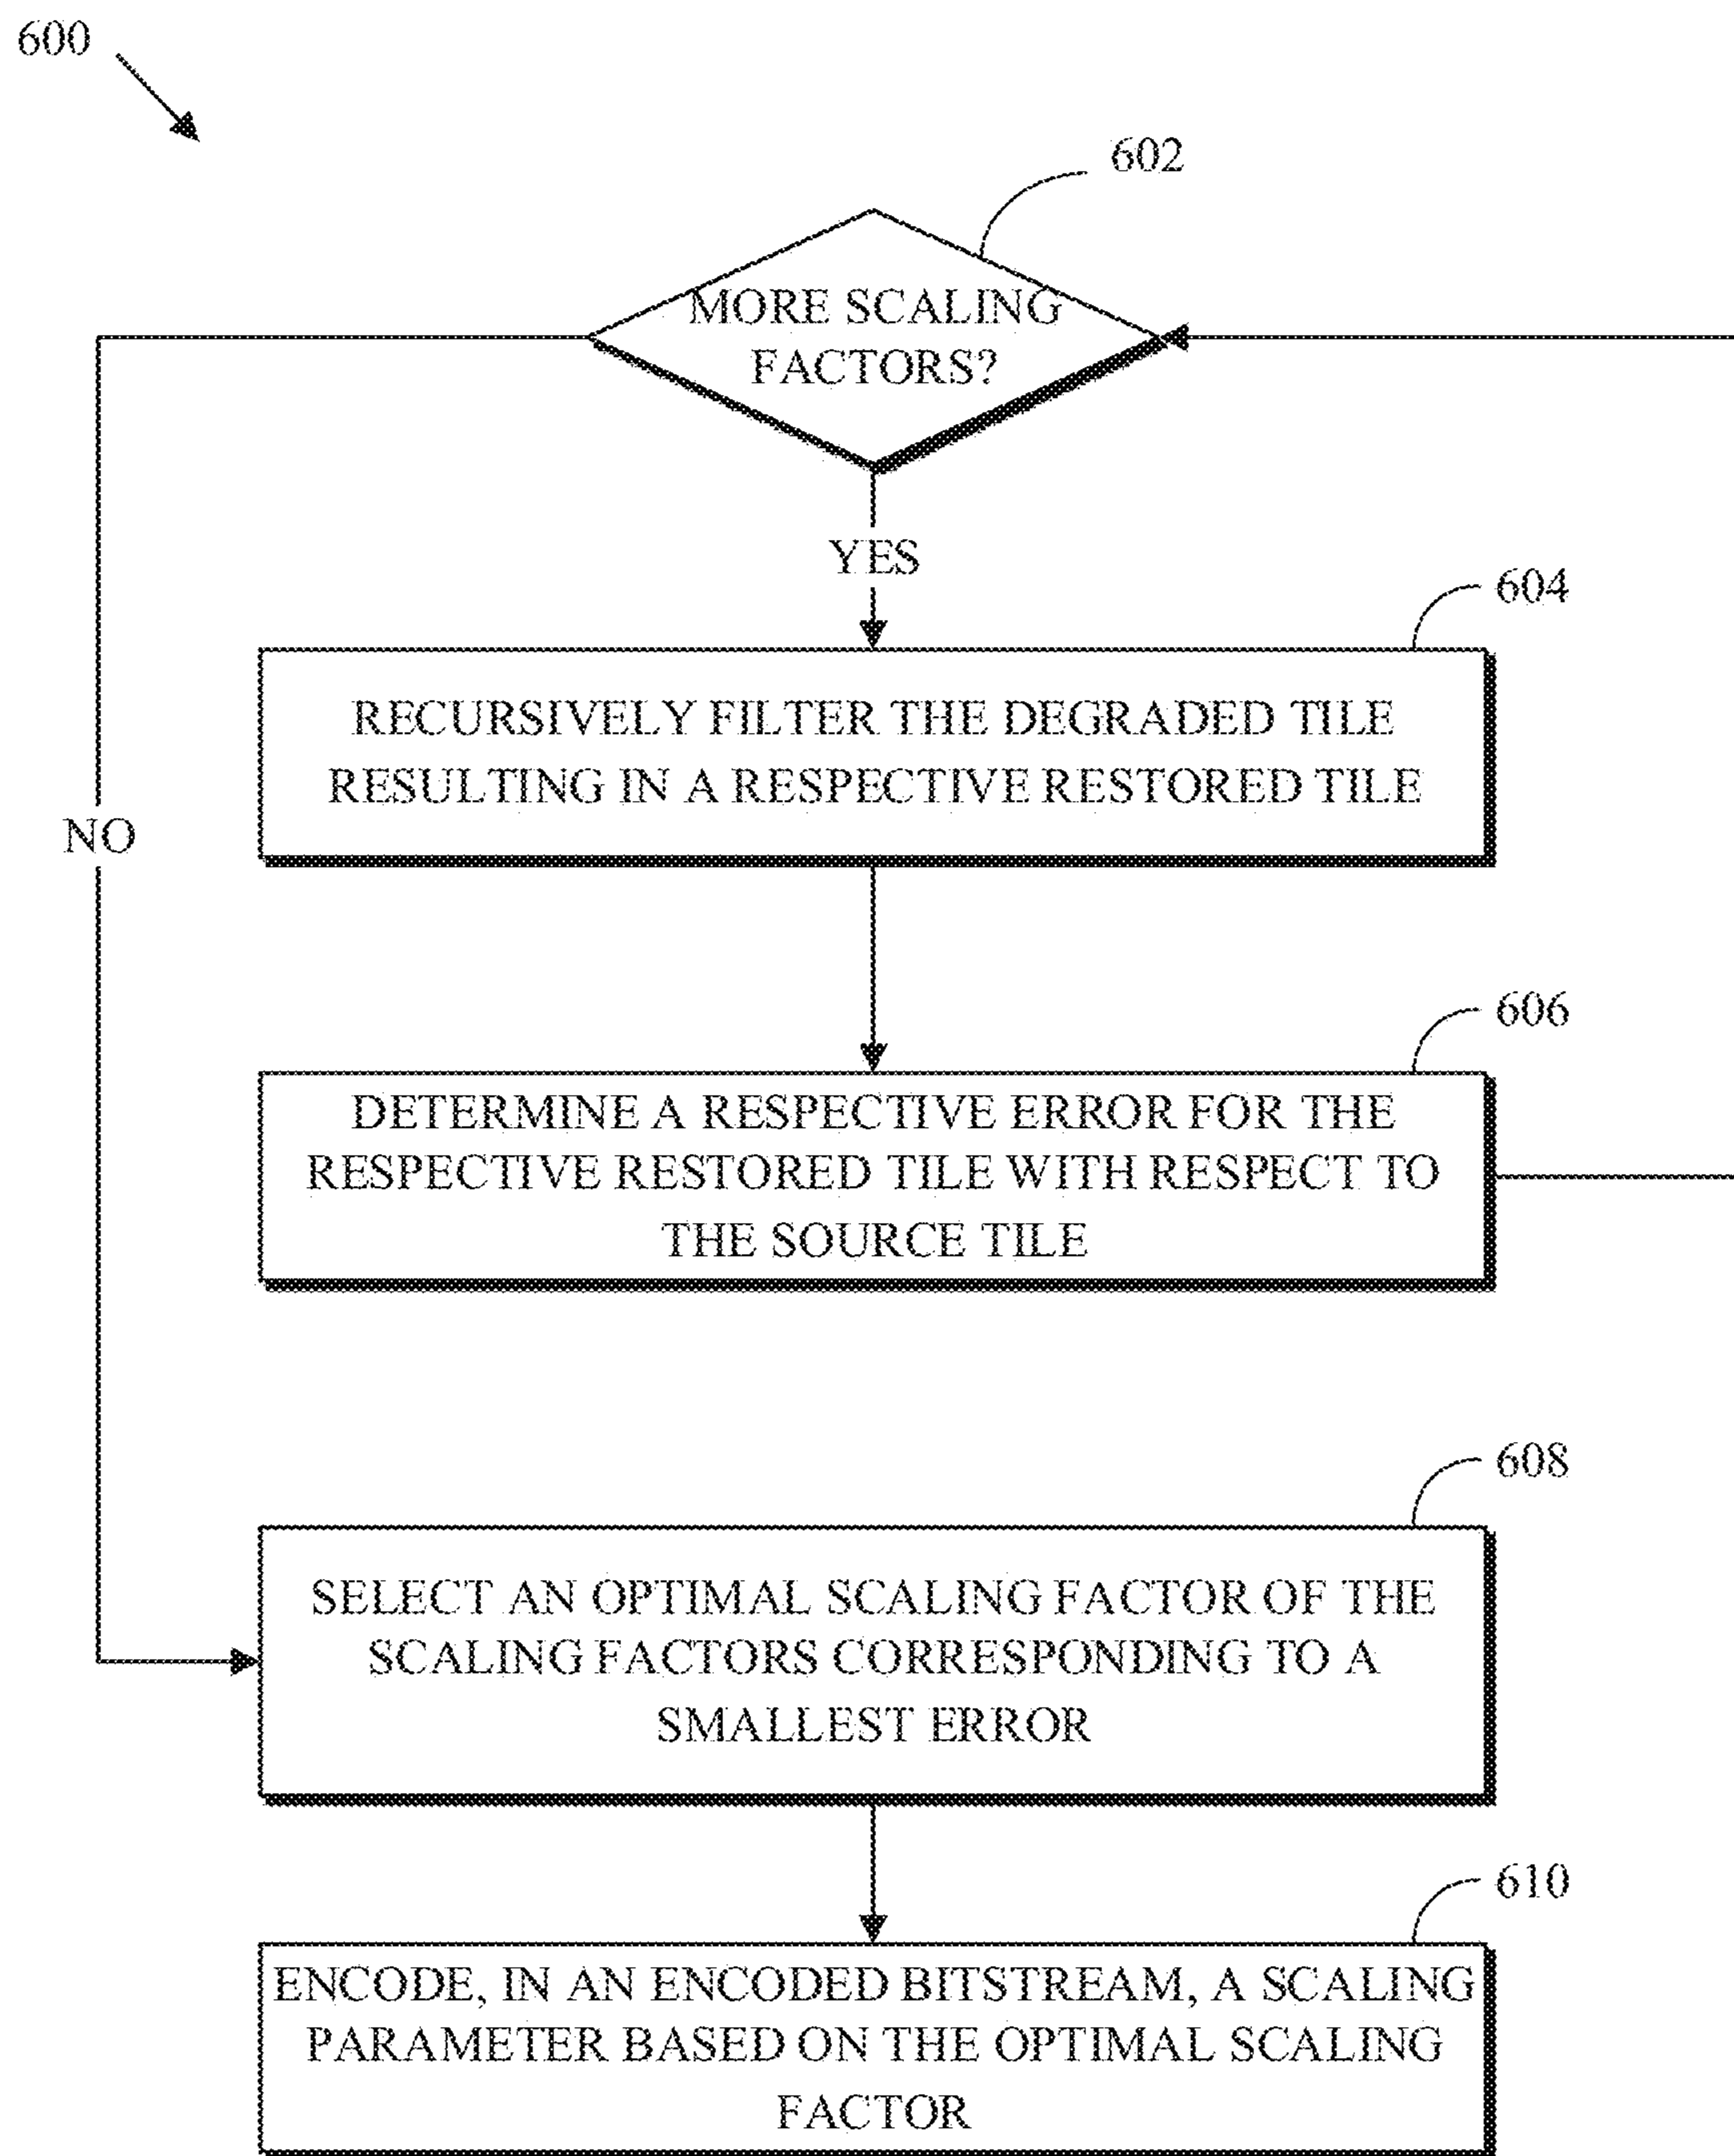 600
602
MORE SCALING
FACTORS?
YES
604
RECURSIVELY FILTER THE DEGRADED TILE
RESULTING IN A RESPECTIVE RESTORED TILE
NO
606
DETERMINE A RESPECTIVE ERROR FOR THE
RESPECTIVE RESTORED TILE WITH RESPECT TO
THE SOURCE TILE
608
SELECT AN OPTIMAL SCALING FACTOR OF THE
SCALING FACTORS CORRESPONDING TO A
SMALLEST ERROR
610
ENCODE, IN AN ENCODED BITSTREAM, A SCALING
PARAMETER BASED ON THE OPTIMAL SCALING
FACTOR